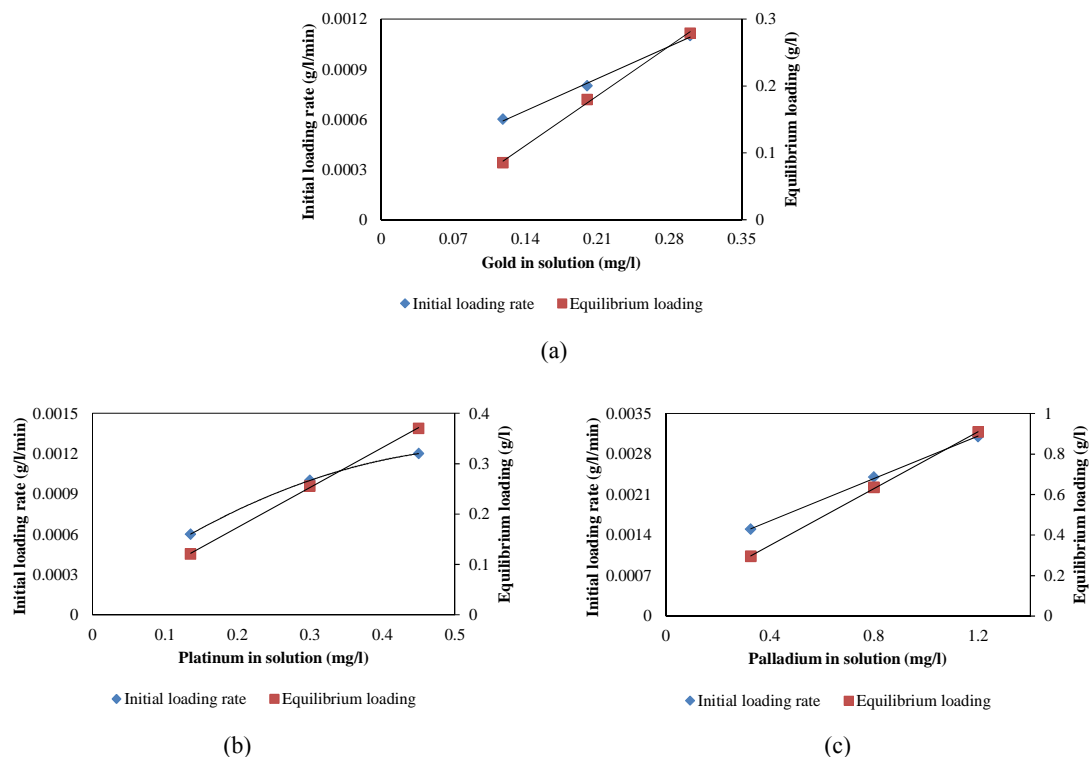 Initial loading rate (g/l/min)
0.0012
0.0009
0.0006
0.0003
0
0.3
0.2
0.1
0
Equilibrium loading (g/l)
0 0.07 0.14 0.21 0.28 0.35
Gold in solution (mg/l)
Initial loading rate Equilibrium loading
(a)
Initial loading rate (g/l/min)
0.0015
0.0012
0.0009
0.0006
0.0003
0
0.4
0.3
0.2
0.1
0
Equilibrium loading (g/l)
0 0.1 0.2 0.3 0.4 0.5
Platinum in solution (mg/l)
Initial loading rate Equilibrium loading
(b)
Initial loading rate (g/l/min)
0.0035
0.0028
0.0021
0.0014
0.0007
0
1
0.8
0.6
0.4
0.2
0
Equilibrium loading (g/l)
0 0.4 0.8 1.2
Palladium in solution (mg/l)
Initial loading rate Equilibrium loading
(c)